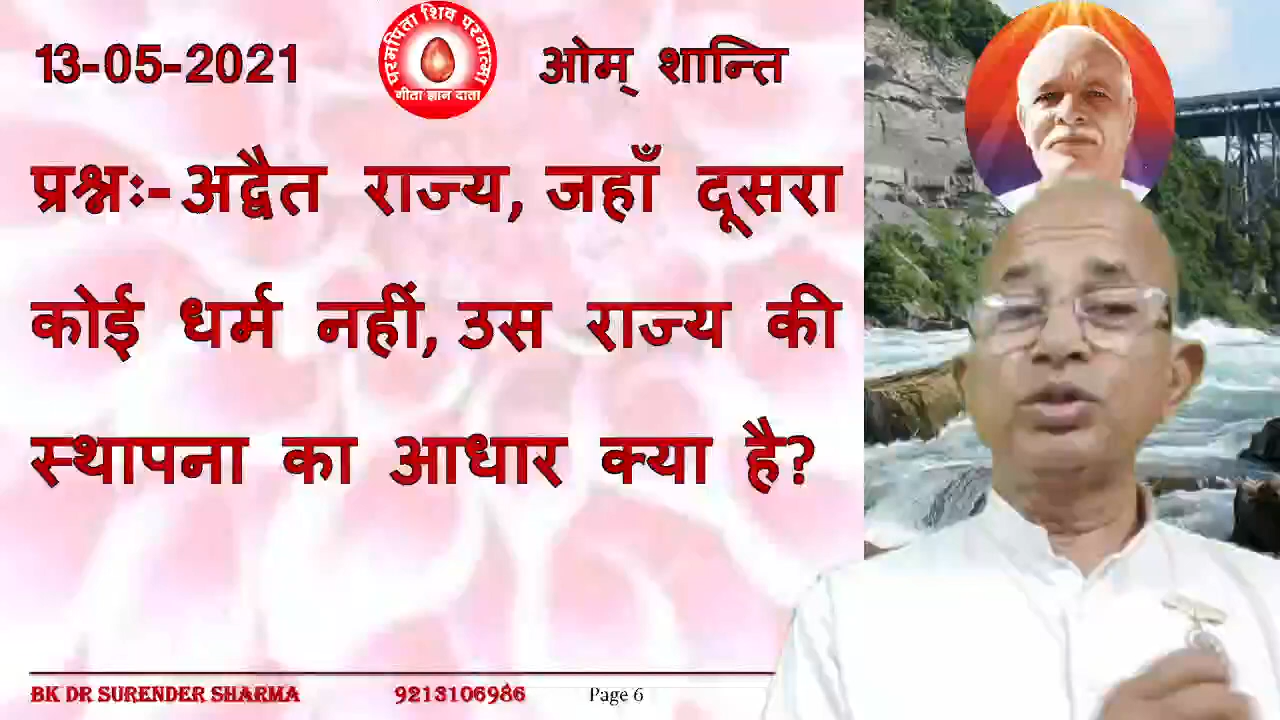 13-05-2021
परमपिता शिव परमात्मा
गीता ज्ञान दाता
ओम् शान्ति
प्रश्नः- अद्वैत राज्य, जहाँ दूसरा
कोई धर्म नहीं, उस राज्य की
स्थापना का आधार क्या है?
BK DR SURENDER SHARMA 9213106986 Page 6